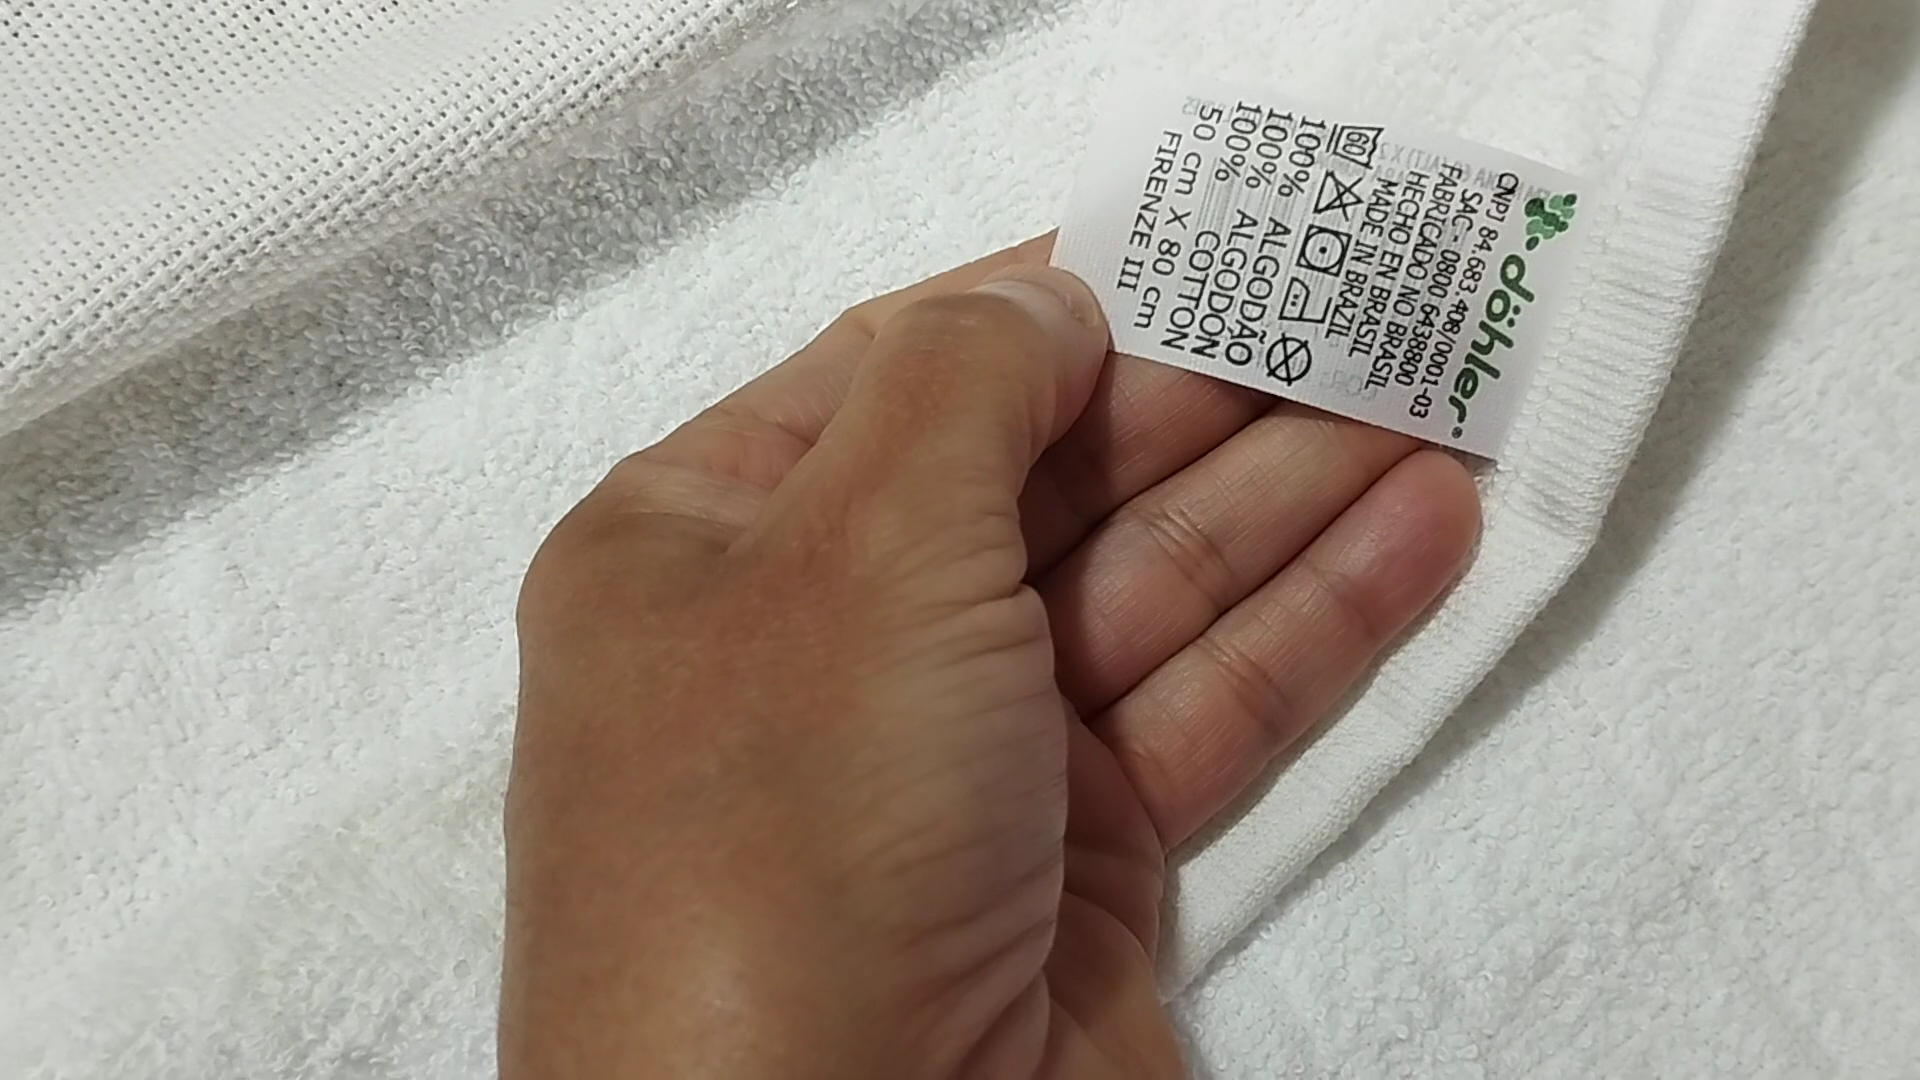 döhler®
CNPJ 84.683.408/0001-03
SAC - 0800 6438800
FABRICADO NO BRASIL
HECHO EN BRASIL
MADE IN BRAZIL
60
100% ALGODÃO
100% ALGODÓN
100% COTTON
50 cm X 80 cm
FIRENZE III